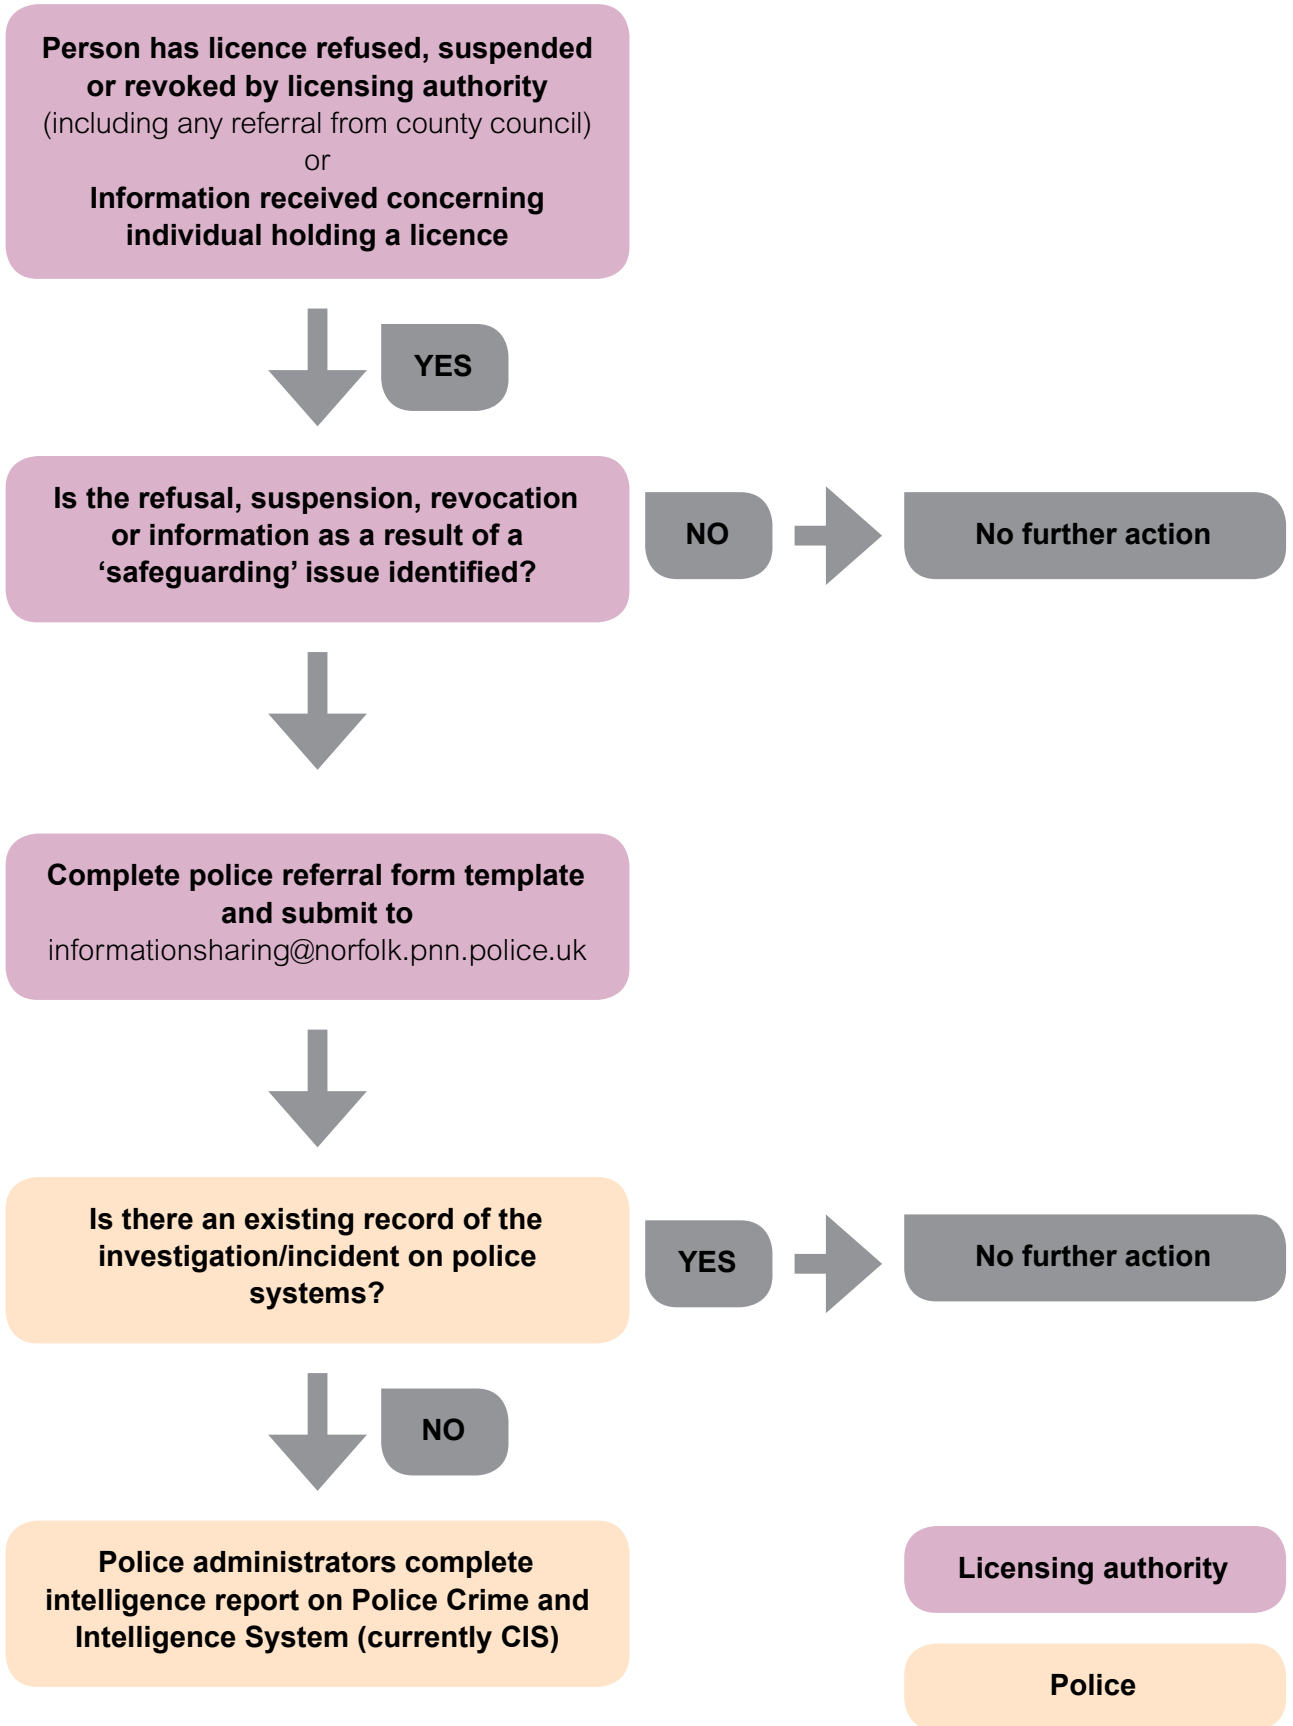 Person has licence refused, suspended
or revoked by licensing authority
(including any referral from county council)
or
Information received concerning
individual holding a licence
YES
Is the refusal, suspension, revocation
or information as a result of a
‘safeguarding’ issue identified?
NO
No further action
Complete police referral form template
and submit to
informationsharing@norfolk.pnn.police.uk
Is there an existing record of the
investigation/incident on police
systems?
YES
No further action
NO
Police administrators complete
intelligence report on Police Crime and
Intelligence System (currently CIS)
Licensing authority
Police